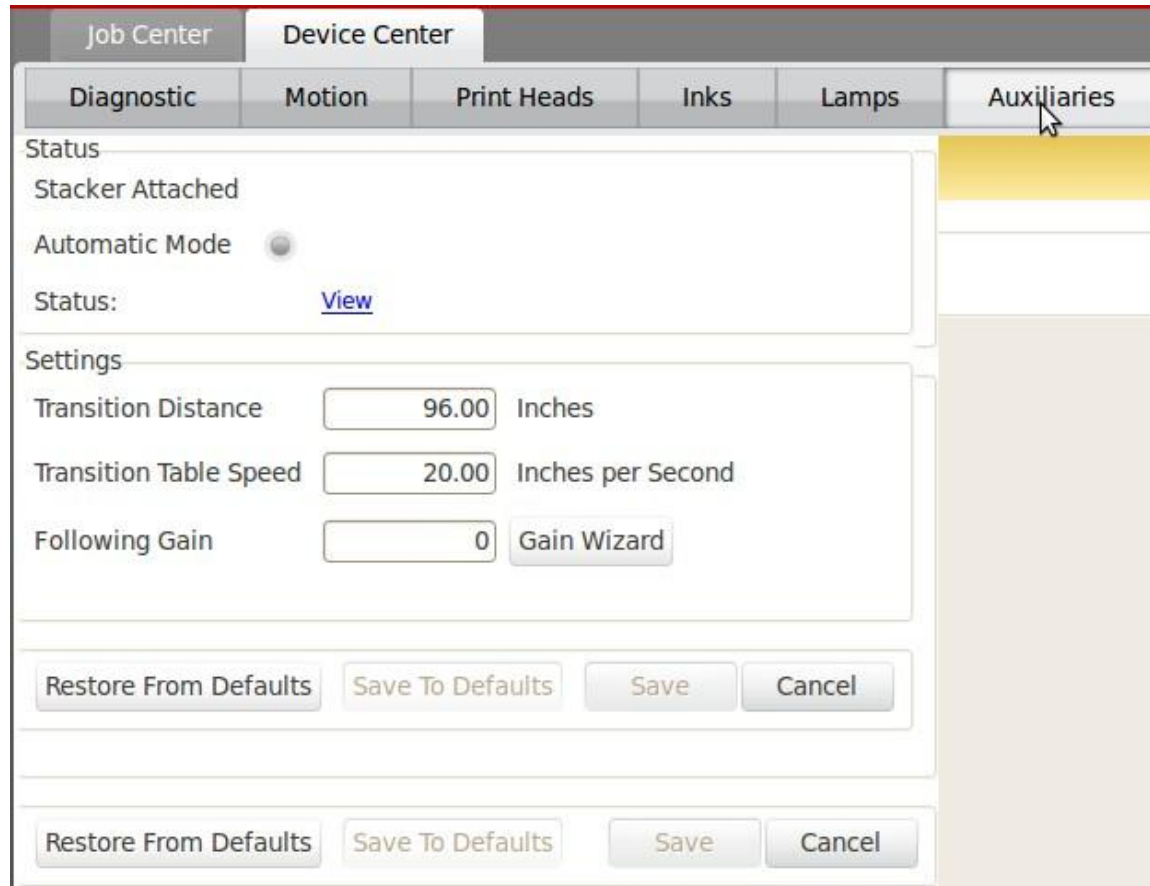 Job Center Device Center
Diagnostic Motion Print Heads Inks Lamps Auxiliaries
Status
Stacker Attached
Automatic Mode
Status: View
Settings
Transition Distance 96.00 Inches
Transition Table Speed 20.00 Inches per Second
Following Gain 0 Gain Wizard
Restore From Defaults Save To Defaults Save Cancel
Restore From Defaults Save To Defaults Save Cancel